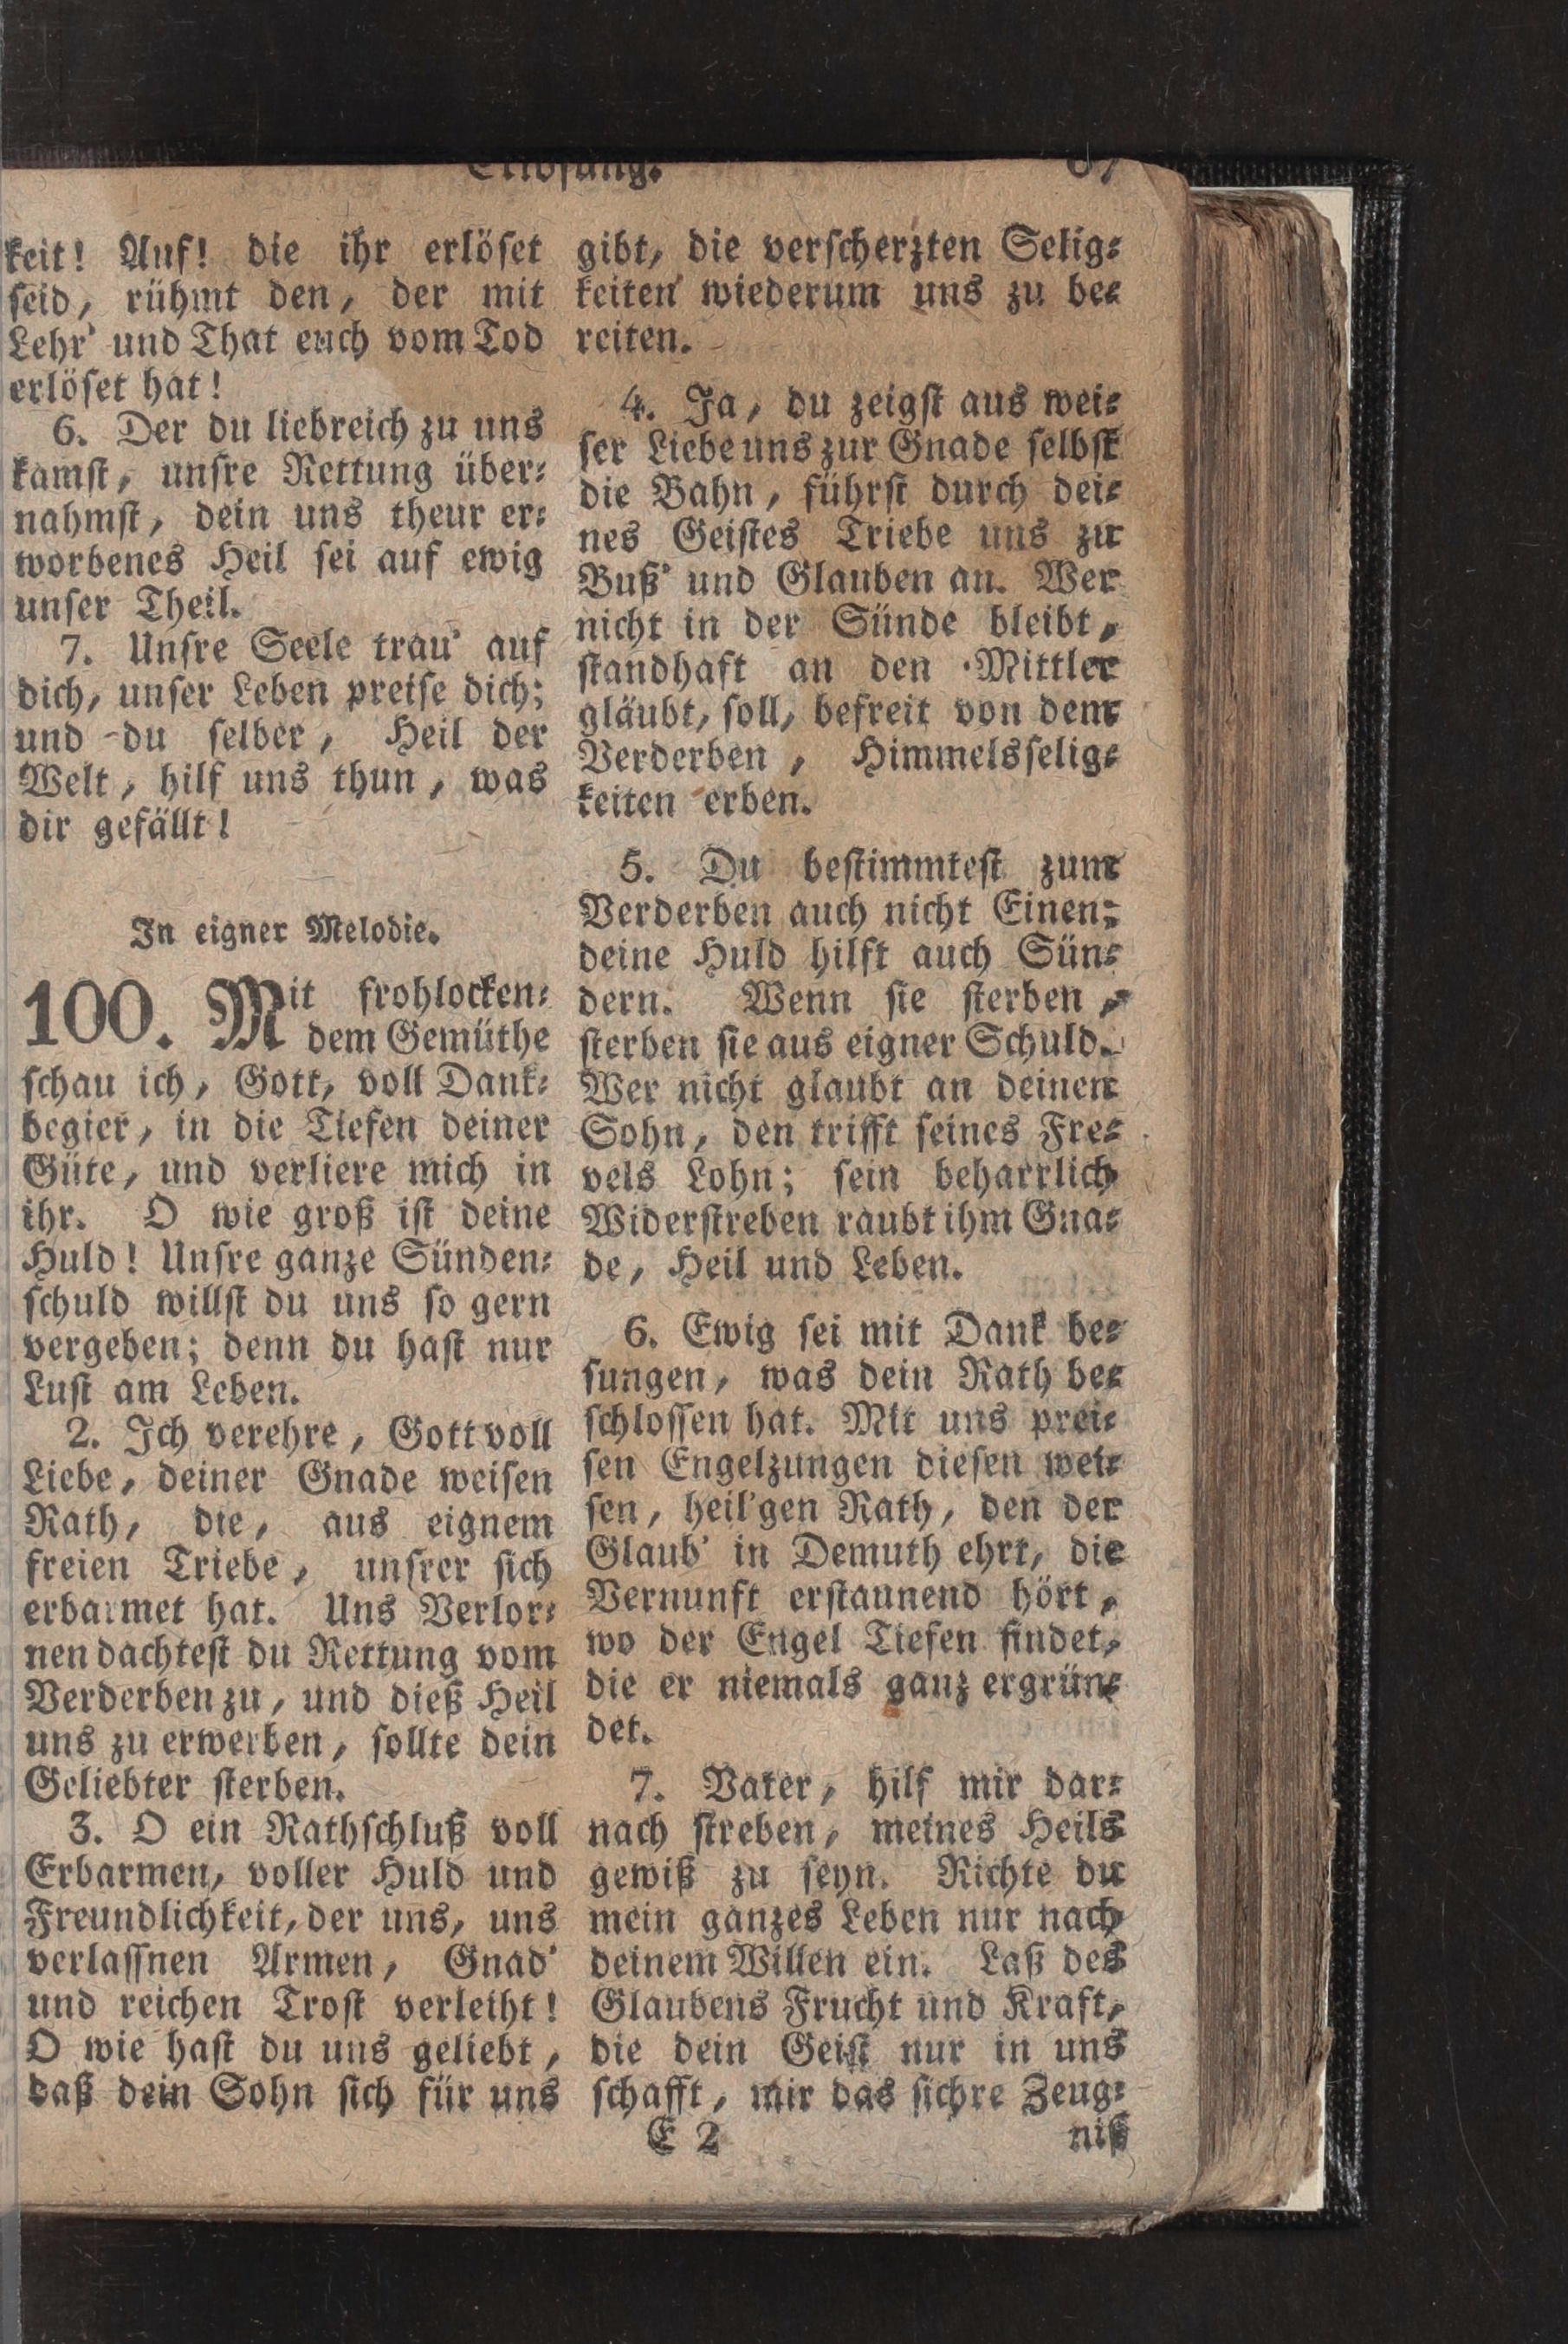 Erlösung.
keit! Auf! die ihr erlöset
seid, rühmt den, der mit
Lehr' und That euch vom Tod
erlöset hat!
6. Der du liebreich zu uns
kamst, unsre Rettung über-
nahmst, dein uns theur er-
worbenes Heil sei auf ewig
unser Theil.
7. Unsre Seele trau' auf
dich, unser Leben preise dich;
und du selber, Heil der
Welt, hilf uns thun, was
dir gefällt!
In eigner Melodie.
100. Mit frohlocken-
dem Gemüthe
schau ich, Gott, voll Dank-
begier, in die Tiefen deiner
Güte, und verliere mich in
ihr. O wie groß ist deine
Huld! Unsre ganze Sünden-
schuld willst du uns so gern
vergeben; denn du hast nur
Lust am Leben.
2. Ich verehre, Gott voll
Liebe, deiner Gnade weisen
Rath, die, aus eignem
freien Triebe, unsrer sich
erbarmet hat. Uns Verlor-
nen dachtest du Rettung vom
Verderben zu, und dieß Heil
uns zu erwerben, sollte dein
Geliebter sterben.
3. O ein Rathschluß voll
Erbarmen, voller Huld und
Freundlichkeit, der uns, uns
verlassnen Armen, Gnad'
und reichen Trost verleiht!
O wie hast du uns geliebt,
daß dein Sohn sich für uns
gibt, die verscherzten Selig-
keiten wiederum uns zu be-
reiten.
4. Ja, du zeigst aus wei-
ser Liebe uns zur Gnade selbst
die Bahn, führst durch dei-
nes Geistes Triebe uns zu
Buß' und Glauben an. Wer
nicht in der Sünde bleibt,
standhaft an den Mittler
gläubt, soll, befreit von dem
Verderben, Himmelsselig-
keiten erben.
5. Du bestimmtest zum
Verderben auch nicht Einen;
deine Huld hilft auch Sün-
dern. Wenn sie sterben,
sterben sie aus eigner Schuld.
Wer nicht glaubt an deinen
Sohn, den trifft seines Fre-
vels Lohn; sein beharrlich
Widerstreben raubt ihm Gna-
de, Heil und Leben.
6. Ewig sei mit Dank be-
sungen, was dein Rath be-
schlossen hat. Mit uns prei-
sen Engelzungen diesen wei-
sen, heil'gen Rath, den der
Glaub' in Demuth ehrt, die
Vernunft erstaunend hört,
wo der Engel Tiefen findet,
die er niemals ganz ergrün-
det.
7. Vater, hilf mir dar-
nach streben, meines Heils
gewiß zu seyn. Richte du
mein ganzes Leben nur nach
deinem Willen ein. Laß des
Glaubens Frucht und Kraft,
die dein Geist nur in uns
schafft, mir das sichre Zeug-
E 2 niß